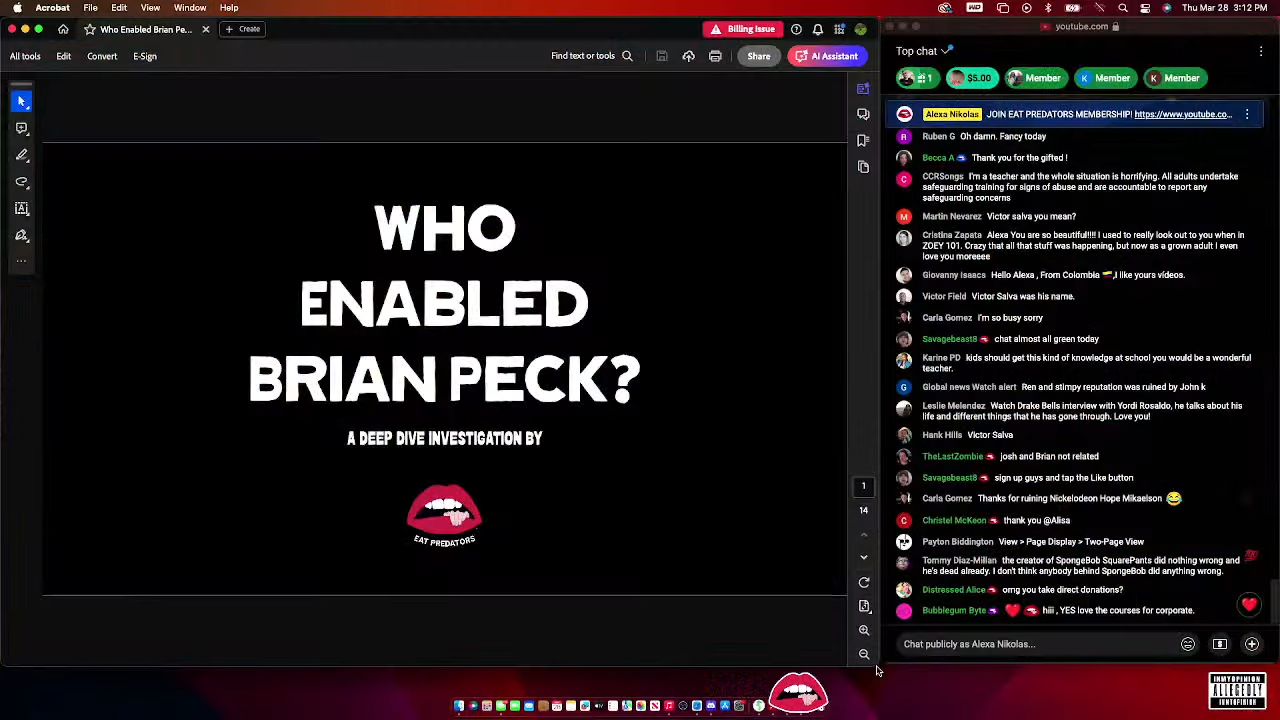 Acrobat File Edit View Window Help
Thu Mar 28 3:12 PM
Who Enabled Brian Pe...
+ Create
Billing Issue
All tools Edit Convert E-Sign
Find text or tools
Share
AI Assistant
WHO
ENABLED
BRIAN PECK?
A DEEP DIVE INVESTIGATION BY
EAT PREDATORS
1
14
youtube.com
Top chat
1
$5.00
Member
K Member
K Member
Alexa Nikolas JOIN EAT PREDATORS MEMBERSHIP! https://www.youtube.co...
R Ruben G Oh damn. Fancy today
Becca A Thank you for the gifted !
C CCRSongs I'm a teacher and the whole situation is horrifying. All adults undertake
safeguarding training for signs of abuse and are accountable to report any
safeguarding concerns
M Martin Nevarez Victor salva you mean?
Cristina Zapata Alexa You are so beautiful!!!! I used to really look out to you when in
ZOEY 101. Crazy that all that stuff was happening, but now as a grown adult I even
love you moreeee
Giovanny Isaacs Hello Alexa , From Colombia 🇨🇴,I like yours vídeos.
Victor Field Victor Salva was his name.
Carla Gomez I'm so busy sorry
Savagebeast8 chat almost all green today
Karine PD kids should get this kind of knowledge at school you would be a wonderful
teacher.
G Global news Watch alert Ren and stimpy reputation was ruined by John k
Leslie Melendez Watch Drake Bells interview with Yordi Rosaldo, he talks about his
life and different things that he has gone through. Love you!
Hank Hills Victor Salva
TheLastZombie josh and Brian not related
Savagebeast8 sign up guys and tap the Like button
Carla Gomez Thanks for ruining Nickelodeon Hope Mikaelson 😂
C Christel McKeon thank you @Alisa
Payton Biddington View > Page Display > Two-Page View
Tommy Diaz-Millan the creator of SpongeBob SquarePants did nothing wrong and
he's dead already. I don't think anybody behind SpongeBob did anything wrong.
Distressed Alice omg you take direct donations?
Bubblegum Byte ❤️ hiii , YES love the courses for corporate.
Chat publicly as Alexa Nikolas...
INMYOPINION
ALLEGEDLY
INMYOPINION